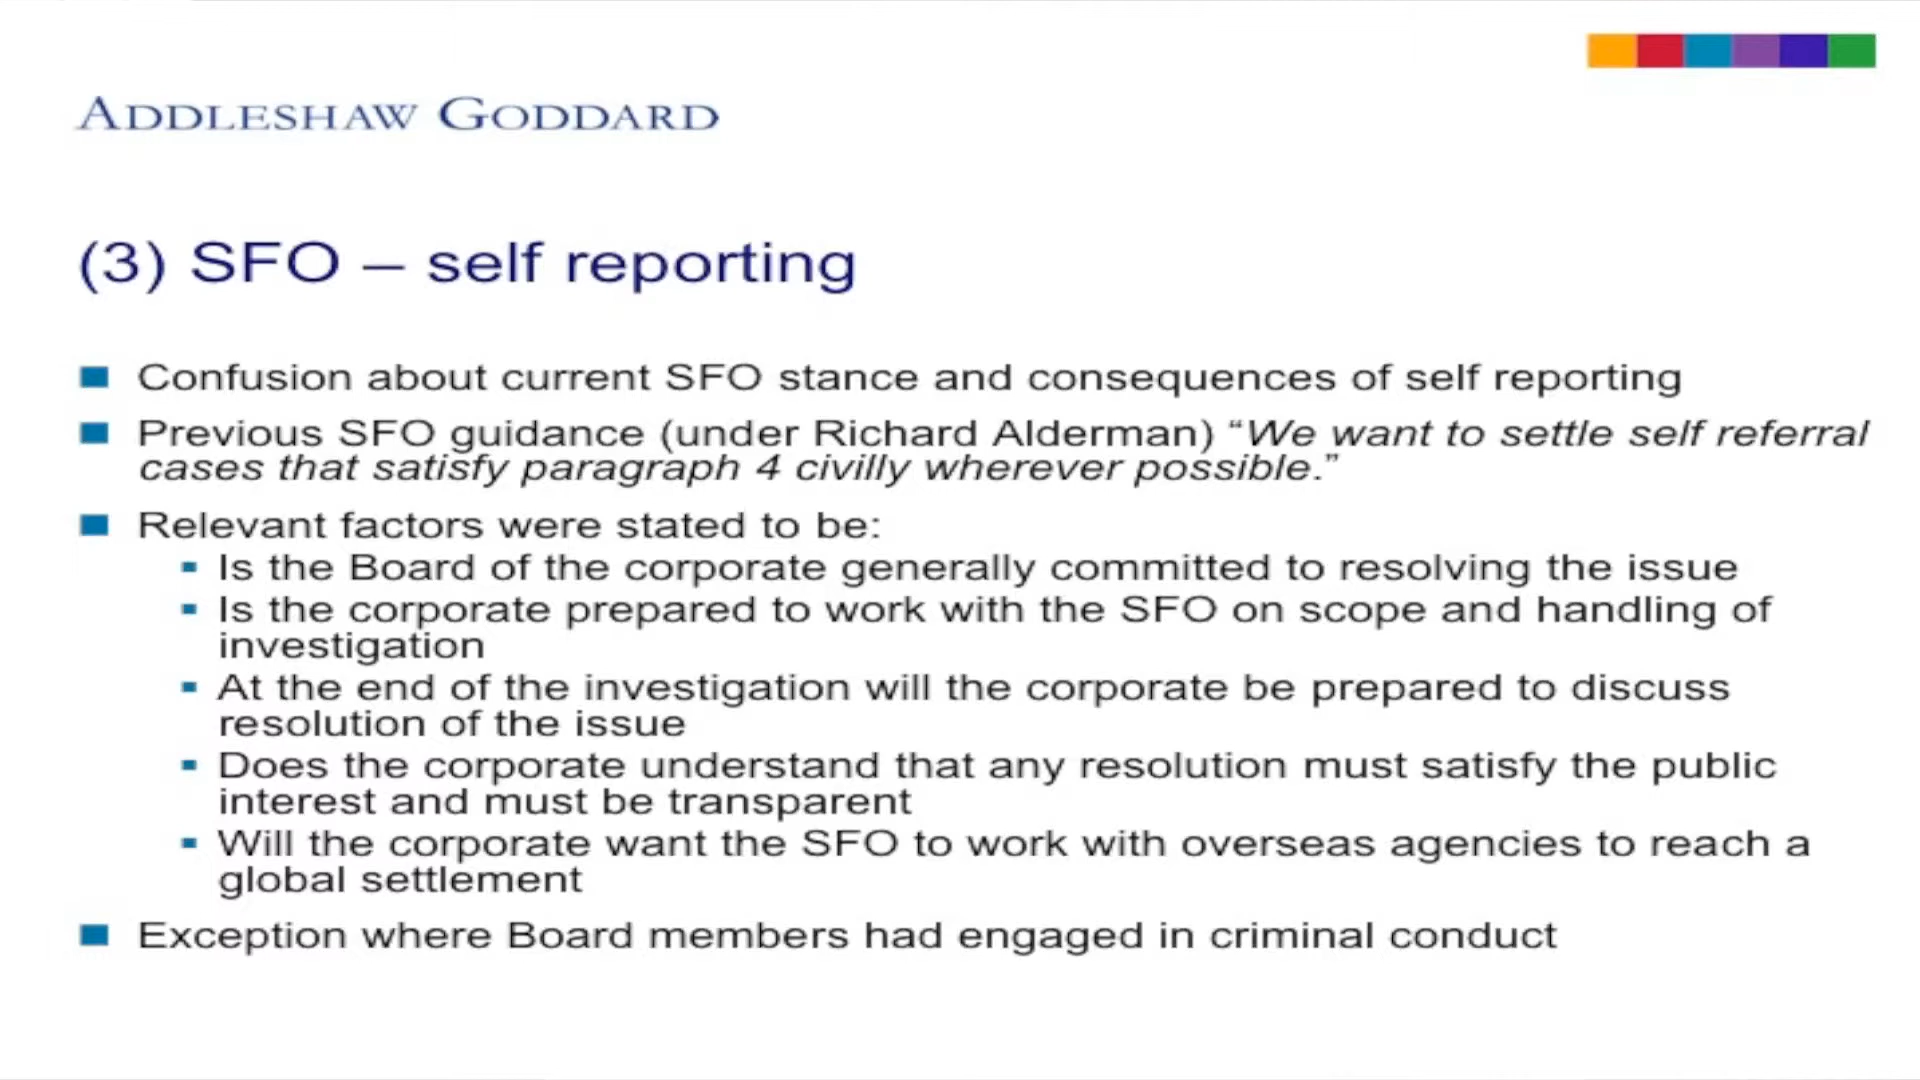 ADDLESHAW GODDARD
(3) SFO – self reporting
Confusion about current SFO stance and consequences of self reporting
Previous SFO guidance (under Richard Alderman) “We want to settle self referral
cases that satisfy paragraph 4 civilly wherever possible.”
Relevant factors were stated to be:
Is the Board of the corporate generally committed to resolving the issue
Is the corporate prepared to work with the SFO on scope and handling of
investigation
At the end of the investigation will the corporate be prepared to discuss
resolution of the issue
Does the corporate understand that any resolution must satisfy the public
interest and must be transparent
Will the corporate want the SFO to work with overseas agencies to reach a
global settlement
Exception where Board members had engaged in criminal conduct